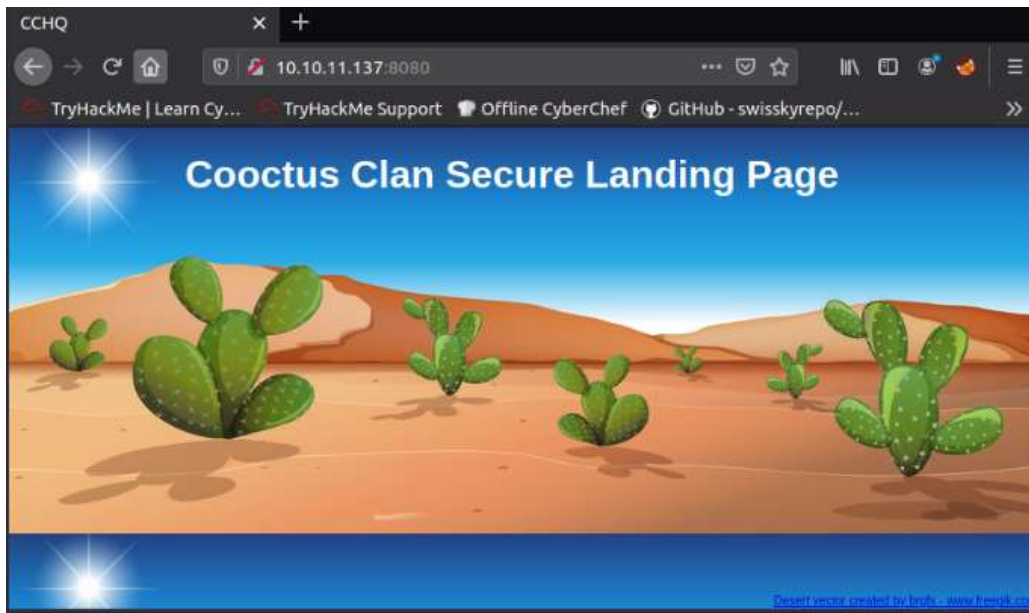 CCHQ
10.10.11.137:8080
TryHackMe | Learn Cy... TryHackMe Support Offline CyberChef GitHub - swisskyrepo/...
Cooctus Clan Secure Landing Page
Desert vector created by brgfx - www.freepik.co